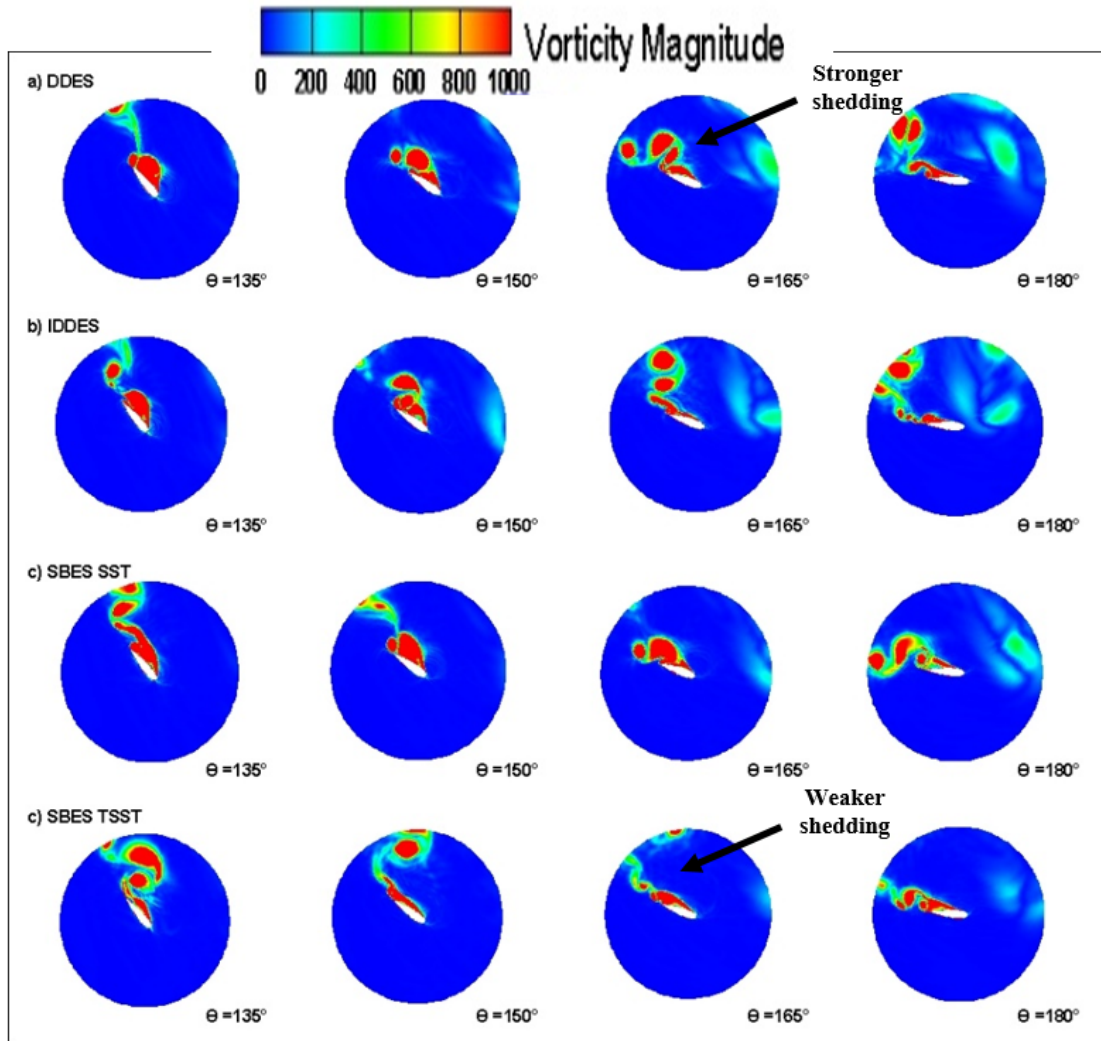 Vorticity Magnitude
0 200 400 600 800 1000
a) DDES
Stronger
shedding
Θ =135°
Θ =150°
Θ =165°
Θ =180°
b) IDDES
Θ =135°
Θ =150°
Θ =165°
Θ =180°
c) SBES SST
Θ =135°
Θ =150°
Θ =165°
Θ =180°
c) SBES TSST
Weaker
shedding
Θ =135°
Θ =150°
Θ =165°
Θ =180°